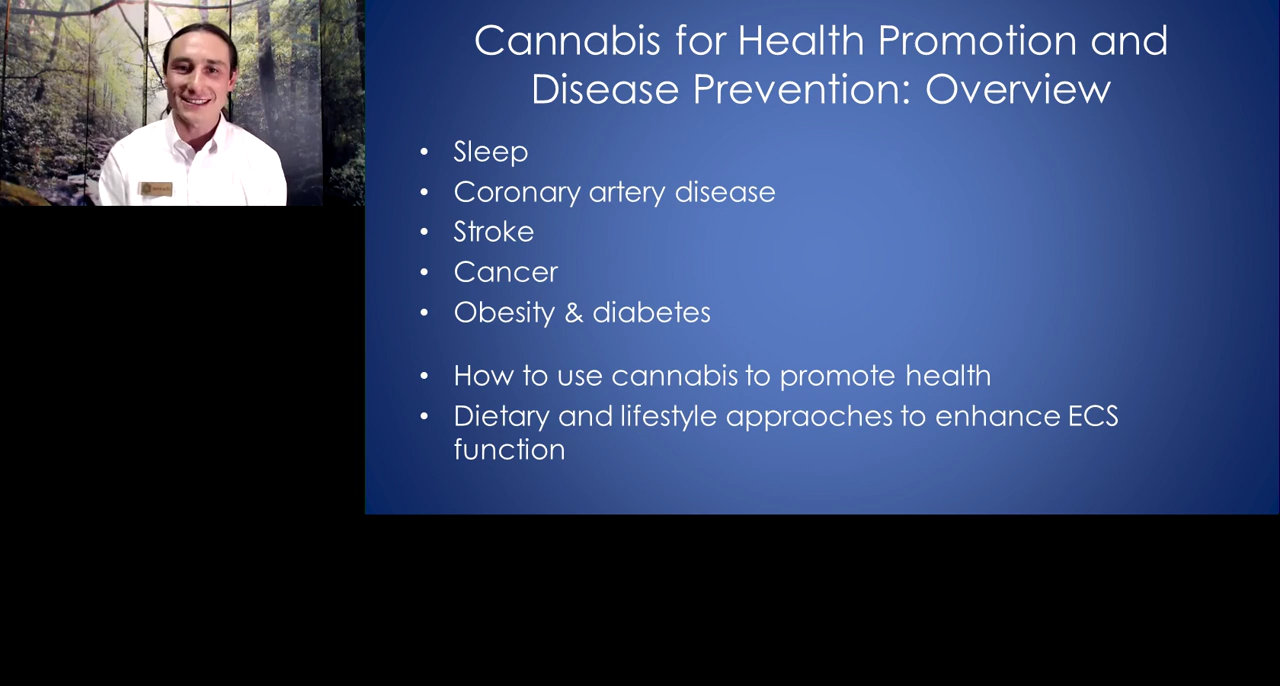 Cannabis for Health Promotion and
Disease Prevention: Overview
• Sleep
• Coronary artery disease
• Stroke
• Cancer
• Obesity & diabetes
• How to use cannabis to promote health
• Dietary and lifestyle appraoches to enhance ECS
function